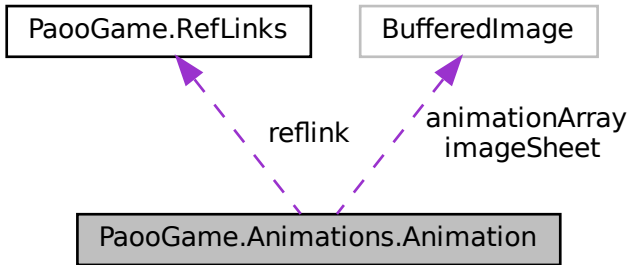 PaooGame.RefLinks
BufferedImage
reflink
animationArray
imageSheet
PaooGame.Animations.Animation